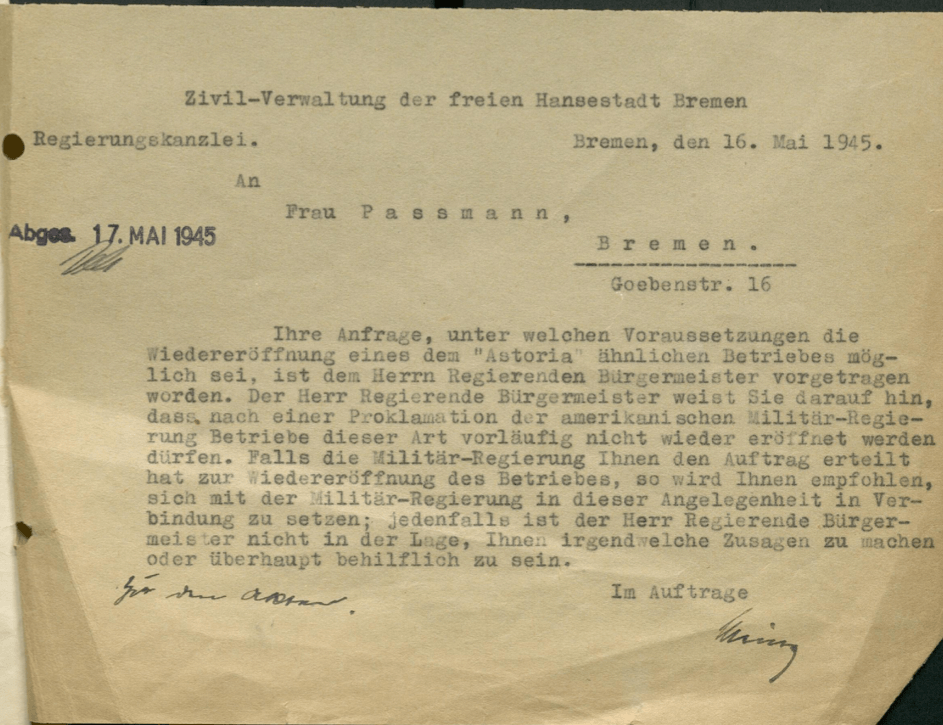 Zivil-Verwaltung der freien Hansestadt Bremen
Regierungskanzlei.
Bremen, den 16. Mai 1945.
An
Frau Passmann,
Abges. 17. MAI 1945
Bremen.
Goebenstr. 16
Ihre Anfrage, unter welchen Voraussetzungen die
Wiedereröffnung eines dem "Astoria" ähnlichen Betriebes mög-
lich sei, ist dem Herrn Regierenden Bürgermeister vorgetragen
worden. Der Herr Regierende Bürgermeister weist Sie darauf hin,
dass nach einer Proklamation der amerikanischen Militär-Regie-
rung Betriebe dieser Art vorläufig nicht wieder eröffnet werden
dürfen. Falls die Militär-Regierung Ihnen den Auftrag erteilt
hat zur Wiedereröffnung des Betriebes, so wird Ihnen empfohlen,
sich mit der Militär-Regierung in dieser Angelegenheit in Ver-
bindung zu setzen; jedenfalls ist der Herr Regierende Bürger-
meister nicht in der Lage, Ihnen irgendwelche Zusagen zu machen
oder überhaupt behilflich zu sein.
Im Auftrage
Zu den Akten.